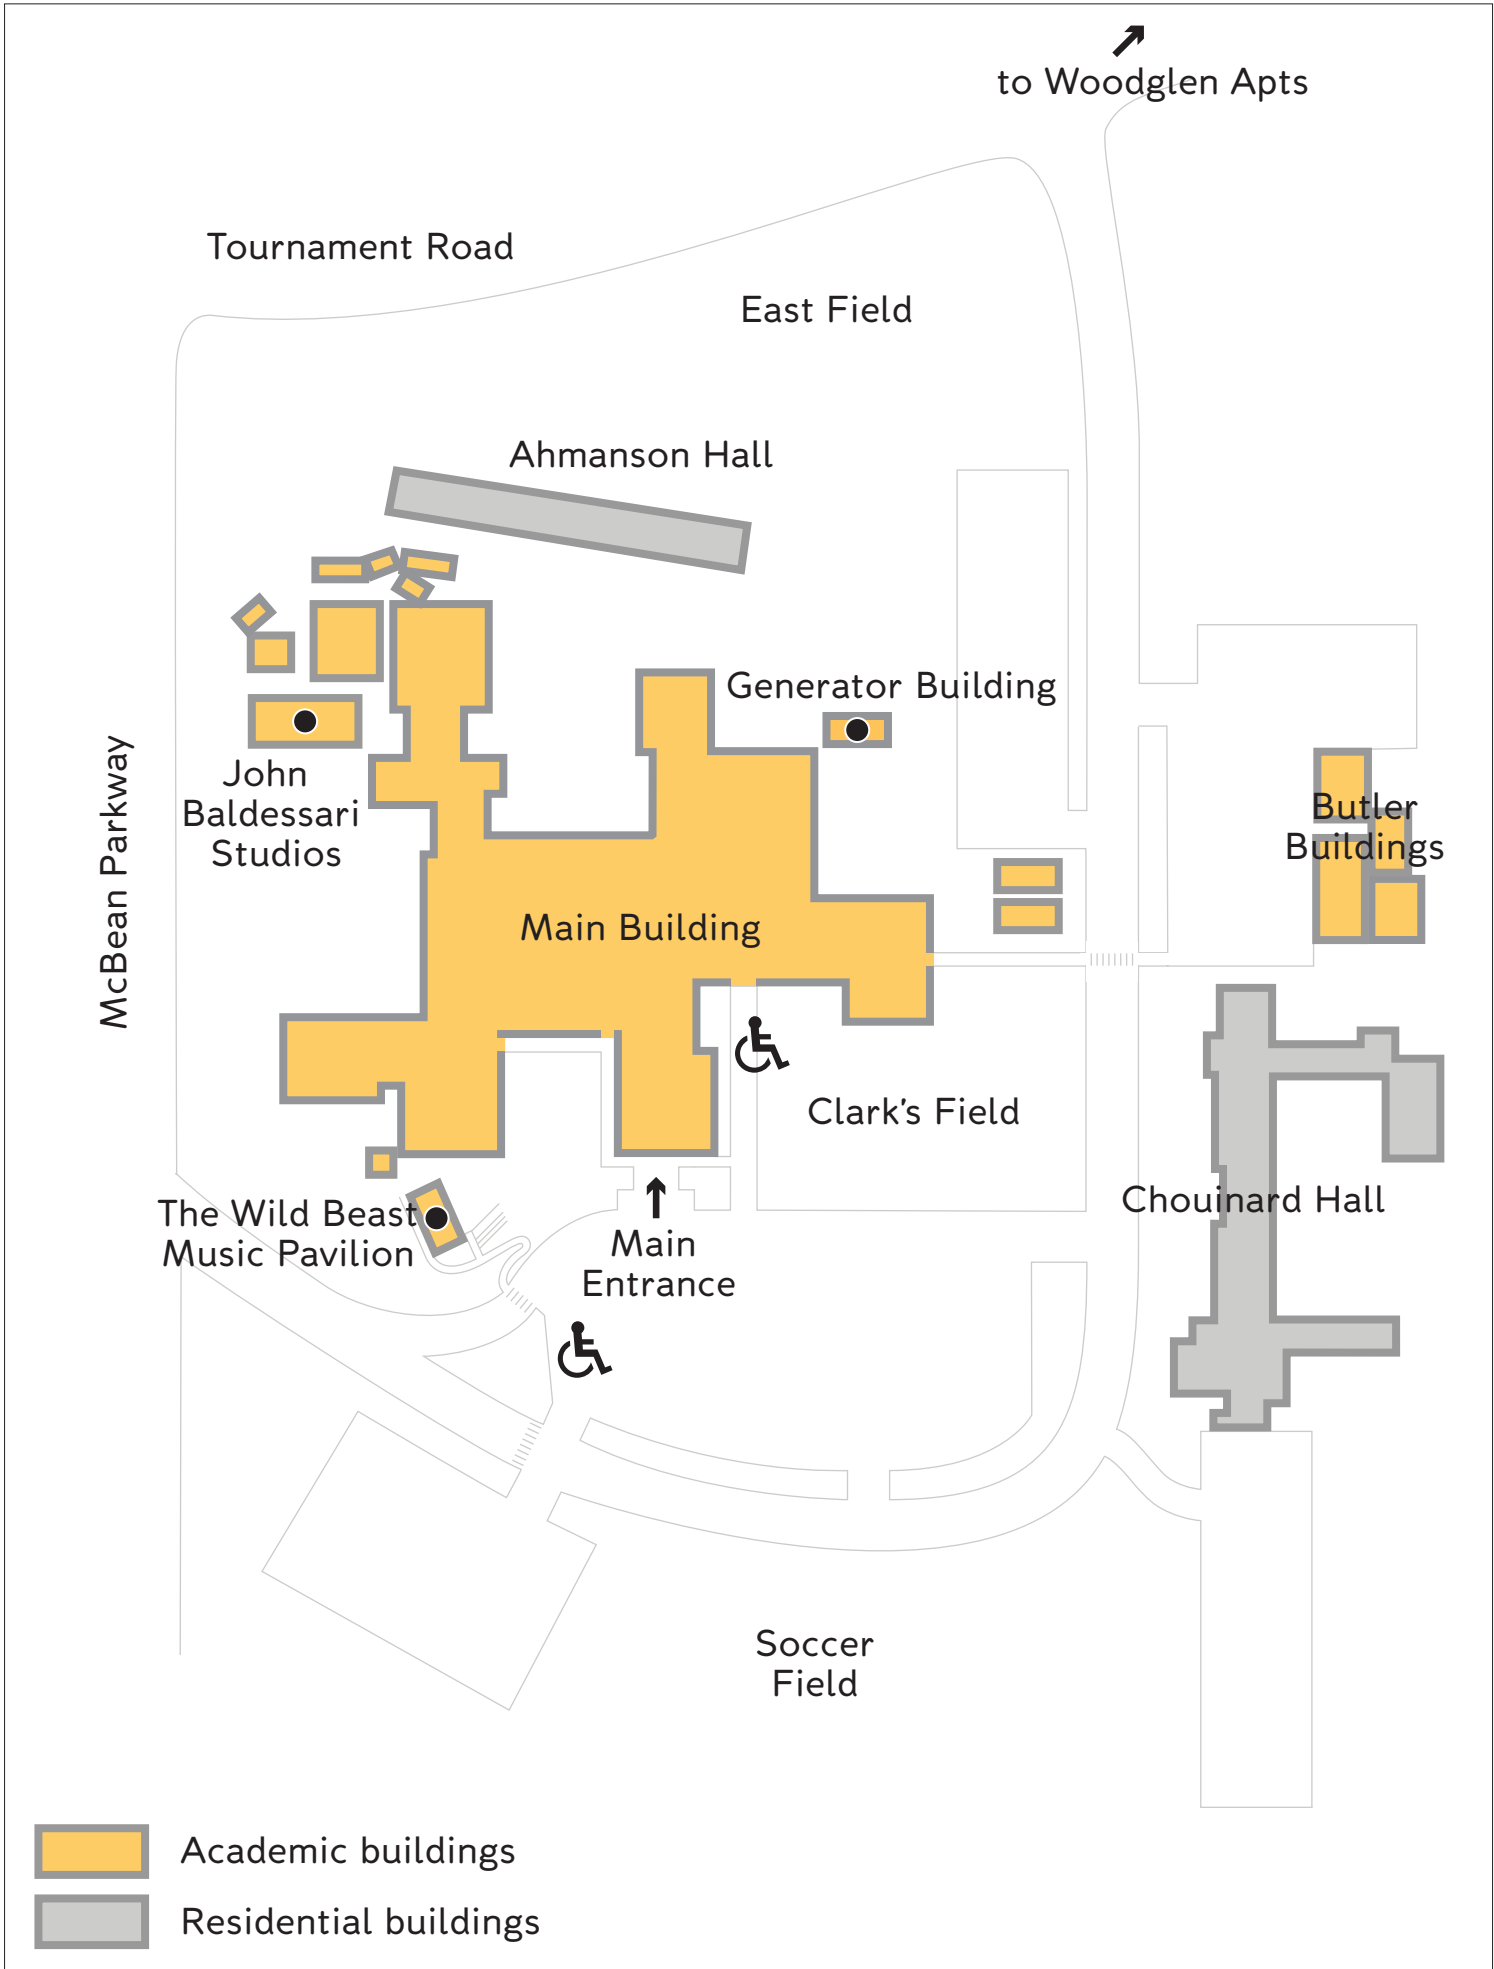 to Woodglen Apts
Tournament Road
East Field
Ahmanson Hall
Generator Building
John
Baldessari
Studios
McBean Parkway
Butler
Buildings
Main Building
Clark's Field
Chouinard Hall
The Wild Beast
Music Pavilion
Main
Entrance
Soccer
Field
Academic buildings
Residential buildings